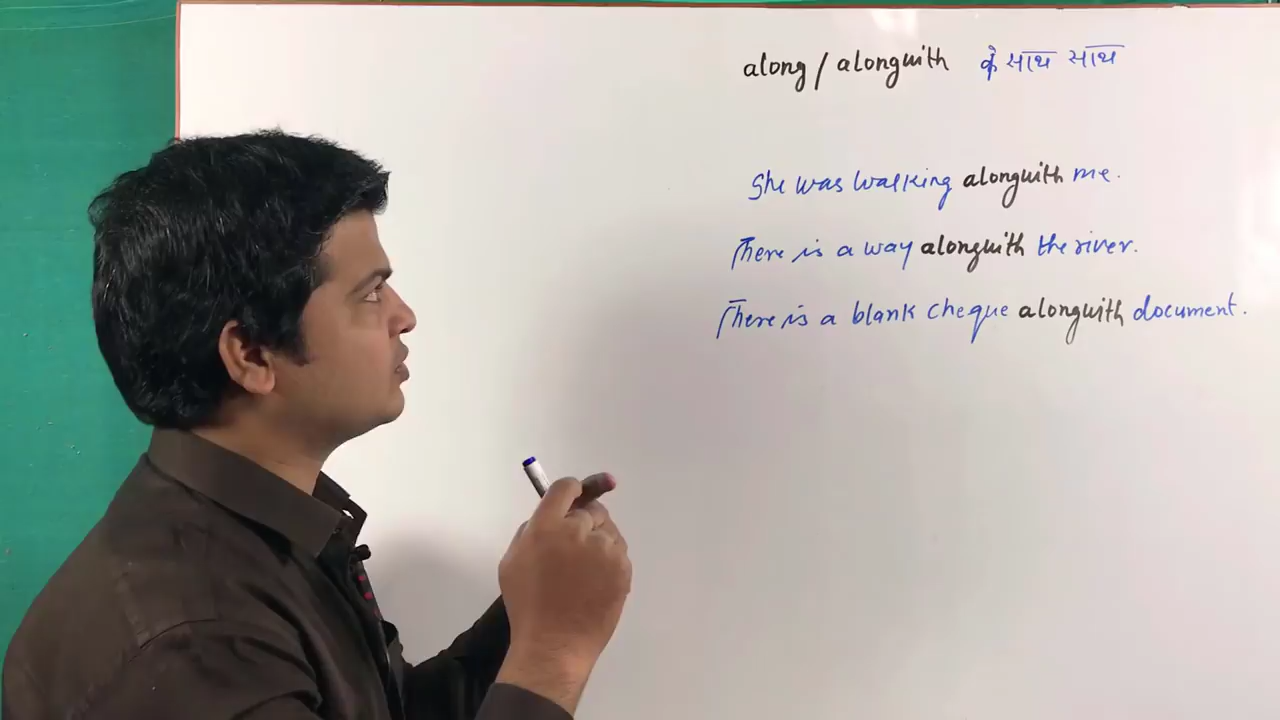 along / alongwith के साथ साथ
She was walking alongwith me.
There is a way alongwith the river.
There is a blank cheque alongwith document.